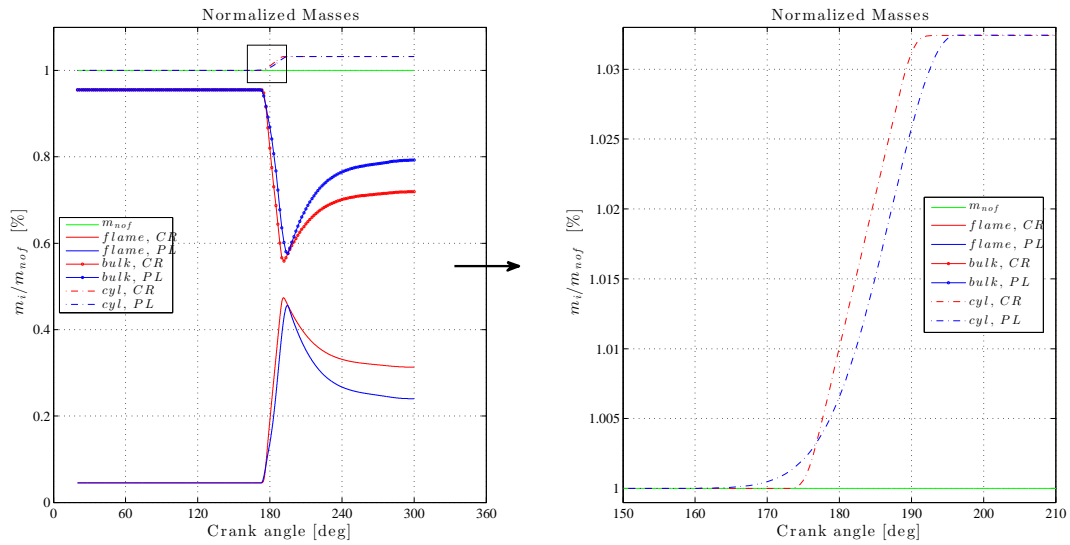 Normalized Masses
1
0.8
0.6
0.4
0.2
0
m_i/m_nof [%]
m_nof
flame, CR
flame, PL
bulk, CR
bulk, PL
cyl, CR
cyl, PL
0 60 120 180 240 300 360
Crank angle [deg]
Normalized Masses
1.03
1.025
1.02
1.015
1.01
1.005
1
m_i/m_nof [%]
m_nof
flame, CR
flame, PL
bulk, CR
bulk, PL
cyl, CR
cyl, PL
150 160 170 180 190 200 210
Crank angle [deg]